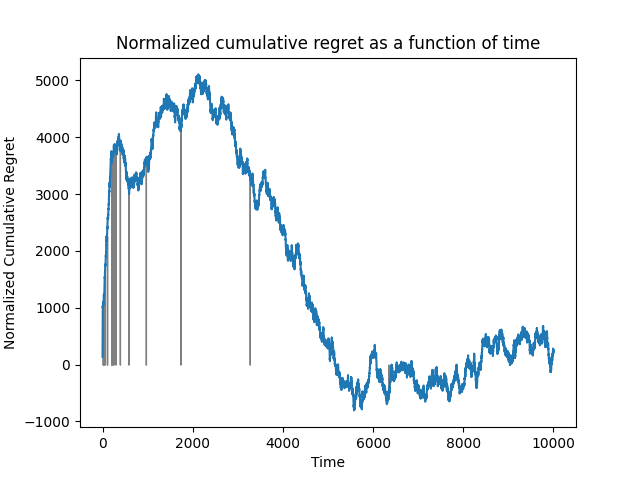 Normalized cumulative regret as a function of time
Normalized Cumulative Regret
5000
4000
3000
2000
1000
0
−1000
0 2000 4000 6000 8000 10000
Time